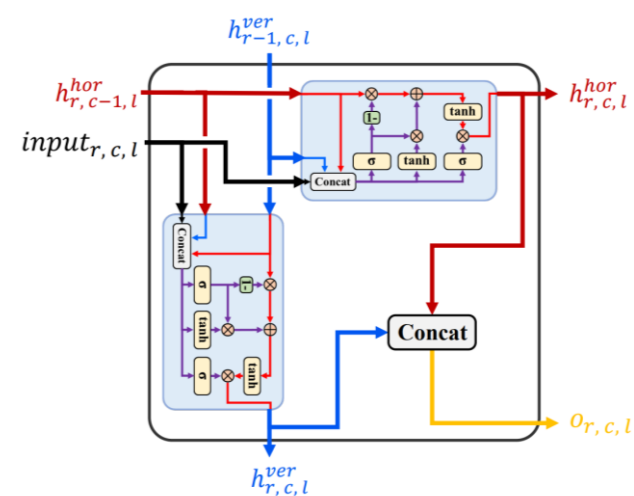 h^{ver}_{r-1, c, l}
h^{hor}_{r, c-1, l}
h^{hor}_{r, c, l}
input_{r, c, l}
1-
tanh
σ
tanh
σ
Concat
Concat
σ
1-
tanh
σ
tanh
Concat
o_{r, c, l}
h^{ver}_{r, c, l}